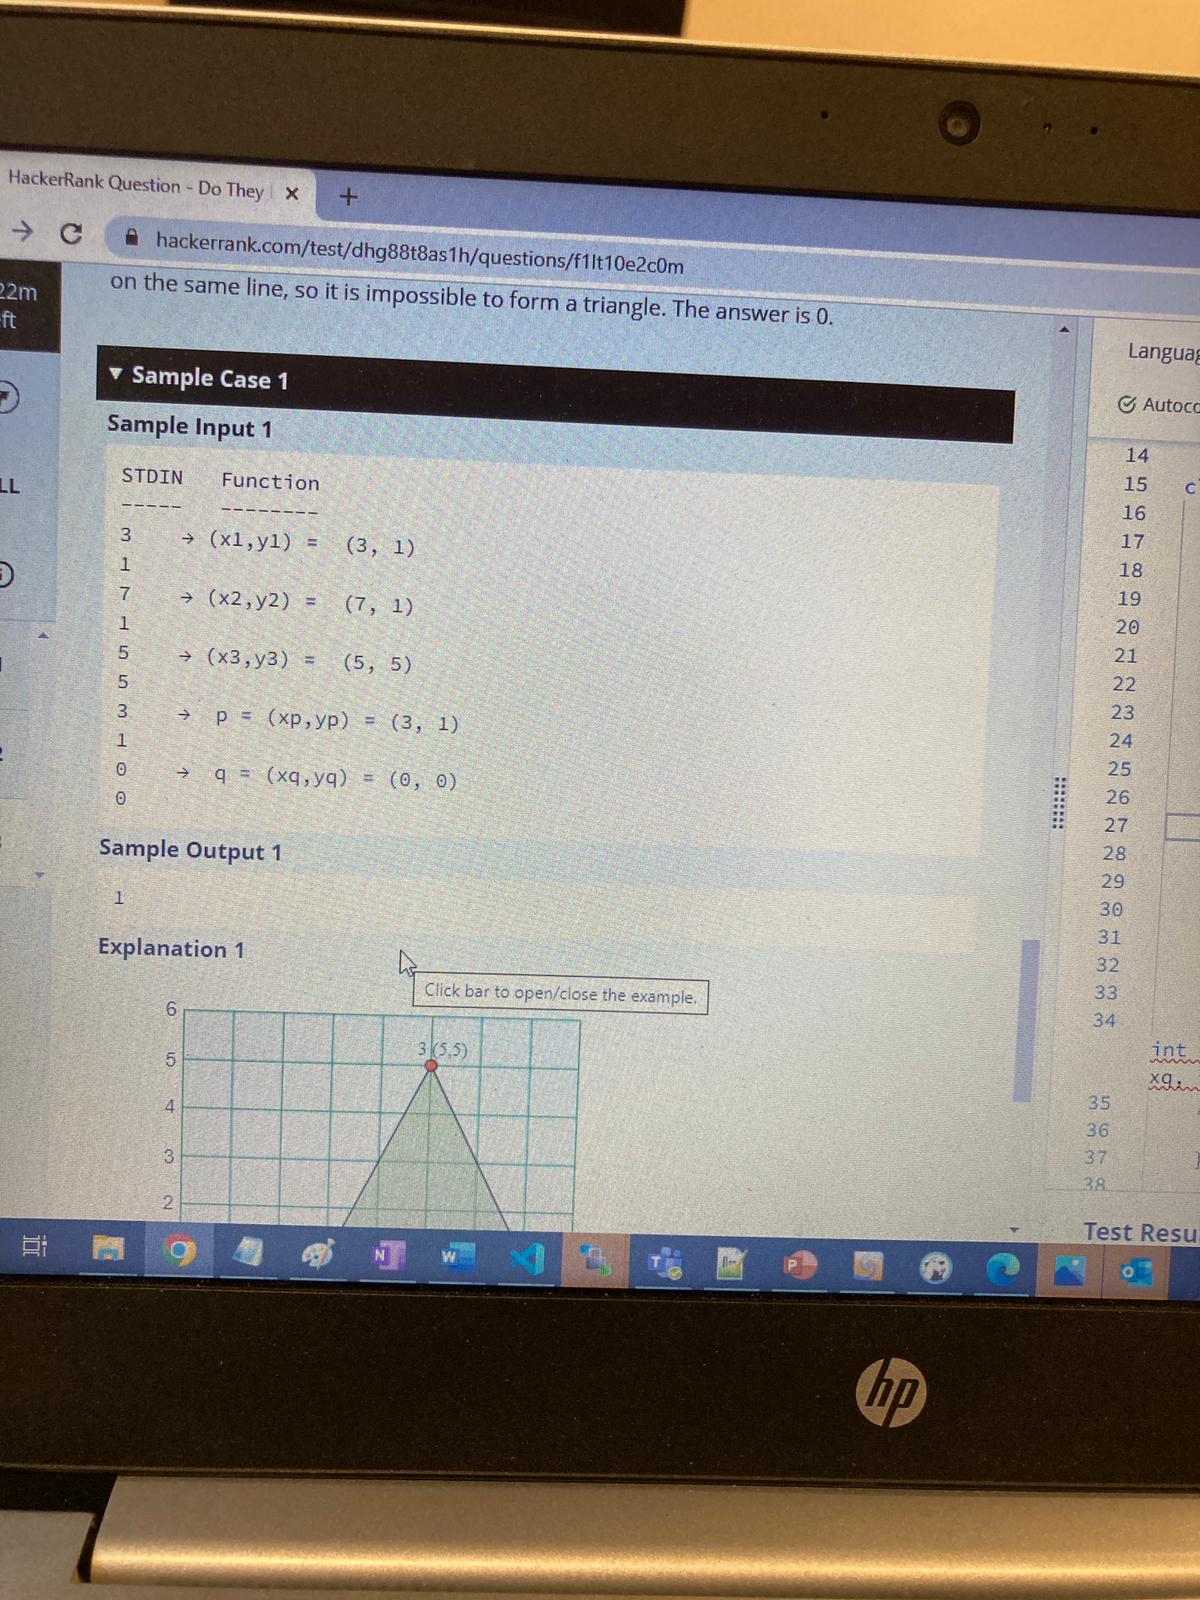 HackerRank Question - Do They
hackerrank.com/test/dhg88t8as1h/questions/f1lt10e2c0m
22m
ft
on the same line, so it is impossible to form a triangle. The answer is 0.
Sample Case 1
Sample Input 1
STDIN Function
----- --------
3 → (x1,y1) = (3, 1)
1
7 → (x2,y2) = (7, 1)
1
5 → (x3,y3) = (5, 5)
5
3 → p = (xp,yp) = (3, 1)
1
0 → q = (xq,yq) = (0, 0)
0
Sample Output 1
1
Explanation 1
Click bar to open/close the example.
6
3 (5,5)
5
4
3
2
LL
Languag
Autoco
14
15 c
16
17
18
19
20
21
22
23
24
25
26
27
28
29
30
31
32
33
34
int
xq,
35
36
37 }
38
Test Resu
hp